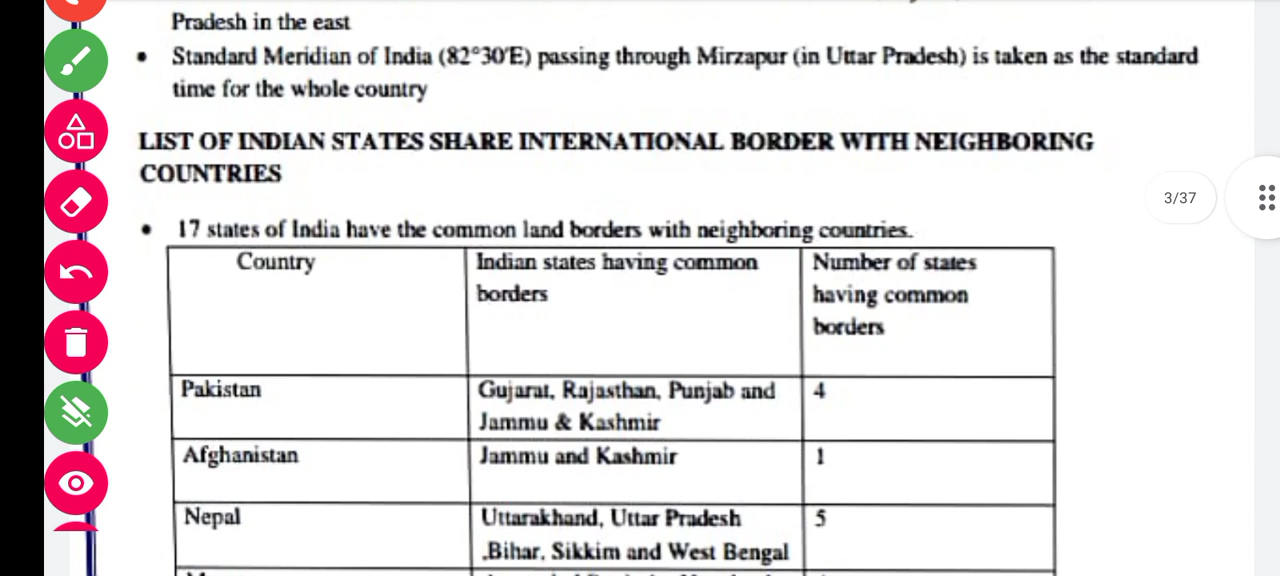 Pradesh in the east
• Standard Meridian of India (82°30'E) passing through Mirzapur (in Uttar Pradesh) is taken as the standard
time for the whole country
LIST OF INDIAN STATES SHARE INTERNATIONAL BORDER WITH NEIGHBORING
COUNTRIES
3/37
• 17 states of India have the common land borders with neighboring countries.
Country
Indian states having common
borders
Number of states
having common
borders
Pakistan
Gujarat, Rajasthan, Punjab and
Jammu & Kashmir
4
Afghanistan
Jammu and Kashmir
1
Nepal
Uttarakhand, Uttar Pradesh
,Bihar, Sikkim and West Bengal
5